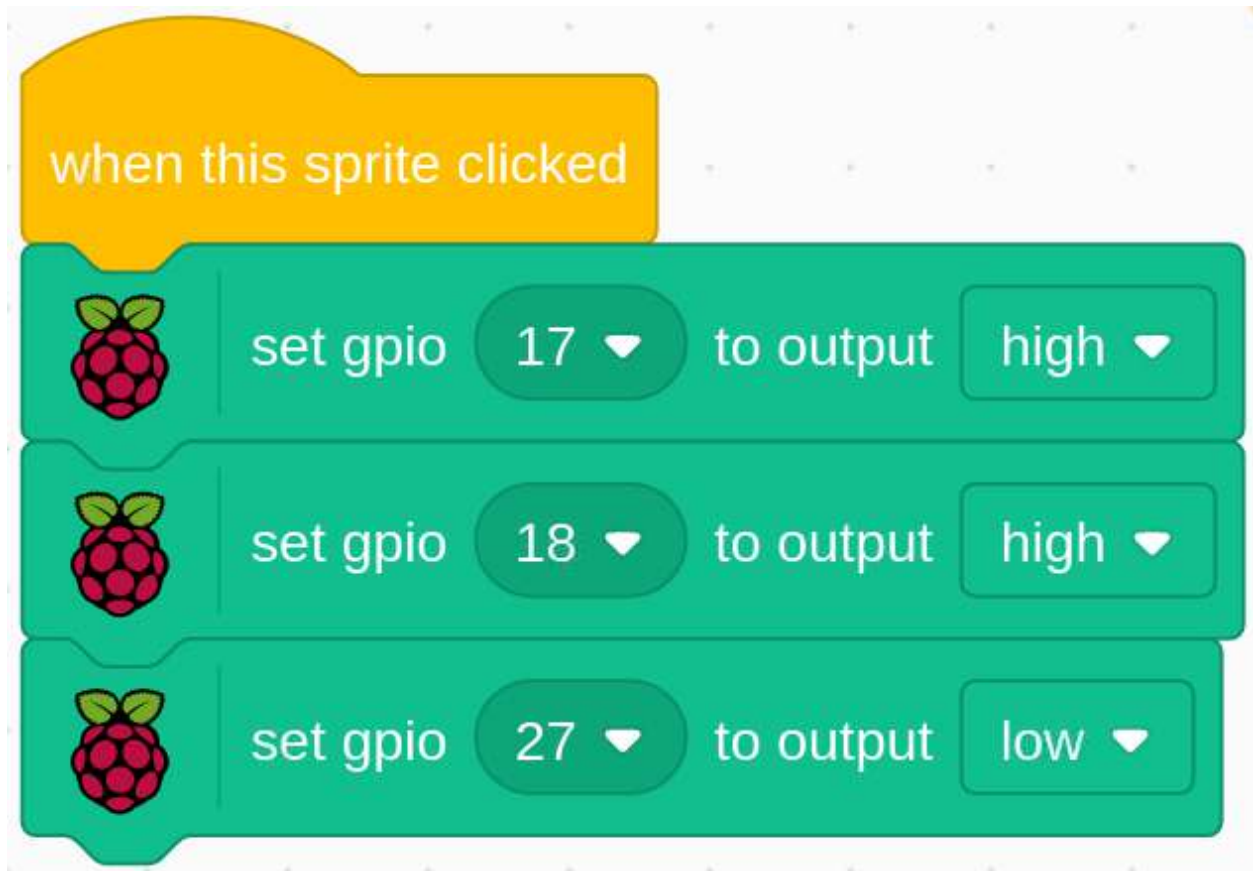 when this sprite clicked
set gpio 17 to output high
set gpio 18 to output high
set gpio 27 to output low